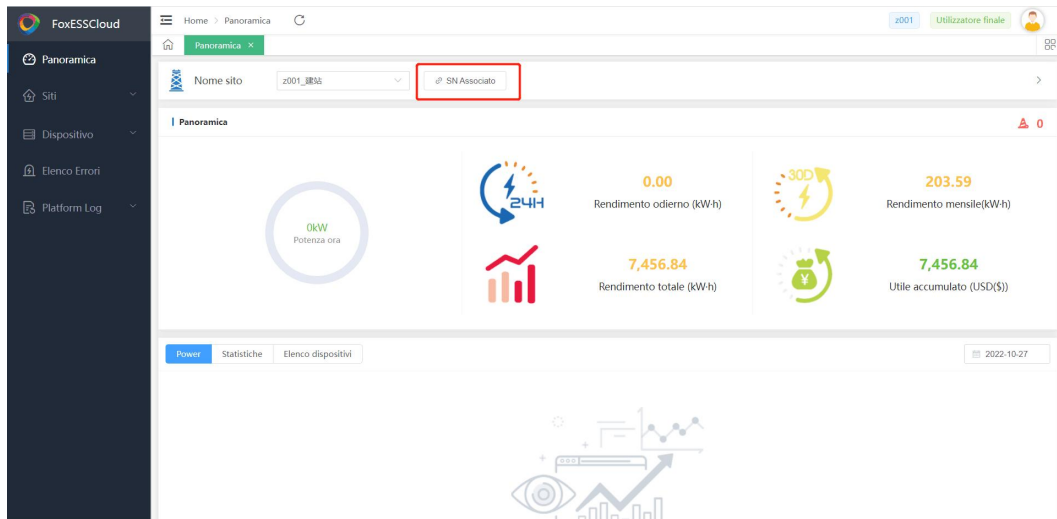 FoxESSCloud
Home > Panoramica
z001 Utilizzatore finale
Panoramica ×
Panoramica
Siti
Dispositivo
Elenco Errori
Platform Log
Nome sito z001_建站 SN Associato
Panoramica 0
0kW
Potenza ora
24H
0.00
Rendimento odierno (kW·h)
30D
203.59
Rendimento mensile(kW·h)
7,456.84
Rendimento totale (kW·h)
¥
7,456.84
Utile accumulato (USD($))
Power Statistiche Elenco dispositivi 2022-10-27